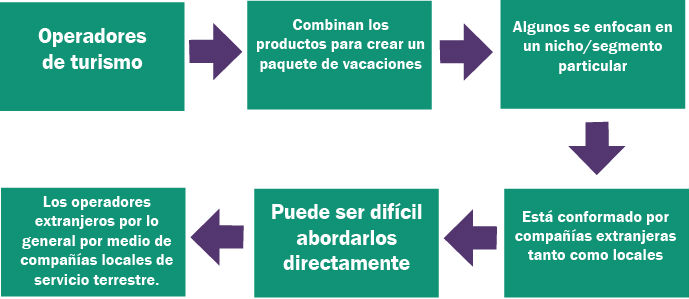 Operadores
de turismo
Combinan los
productos para crear un
paquete de vacaciones
Algunos se enfocan en
un nicho/segmento
particular
Está conformado por
compañías extranjeras
tanto como locales
Puede ser difícil
abordarlos
directamente
Los operadores
extranjeros por lo
general por medio de
compañías locales de
servicio terrestre.